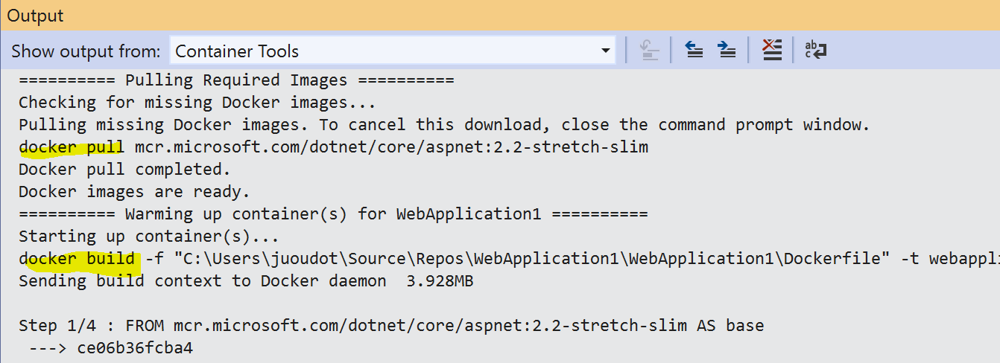 Output
Show output from: Container Tools
========== Pulling Required Images ==========
Checking for missing Docker images...
Pulling missing Docker images. To cancel this download, close the command prompt window.
docker pull mcr.microsoft.com/dotnet/core/aspnet:2.2-stretch-slim
Docker pull completed.
Docker images are ready.
========== Warming up container(s) for WebApplication1 ==========
Starting up container(s)...
docker build -f "C:\Users\juoudot\Source\Repos\WebApplication1\WebApplication1\Dockerfile" -t webappli
Sending build context to Docker daemon  3.928MB
Step 1/4 : FROM mcr.microsoft.com/dotnet/core/aspnet:2.2-stretch-slim AS base
---> ce06b36fcba4